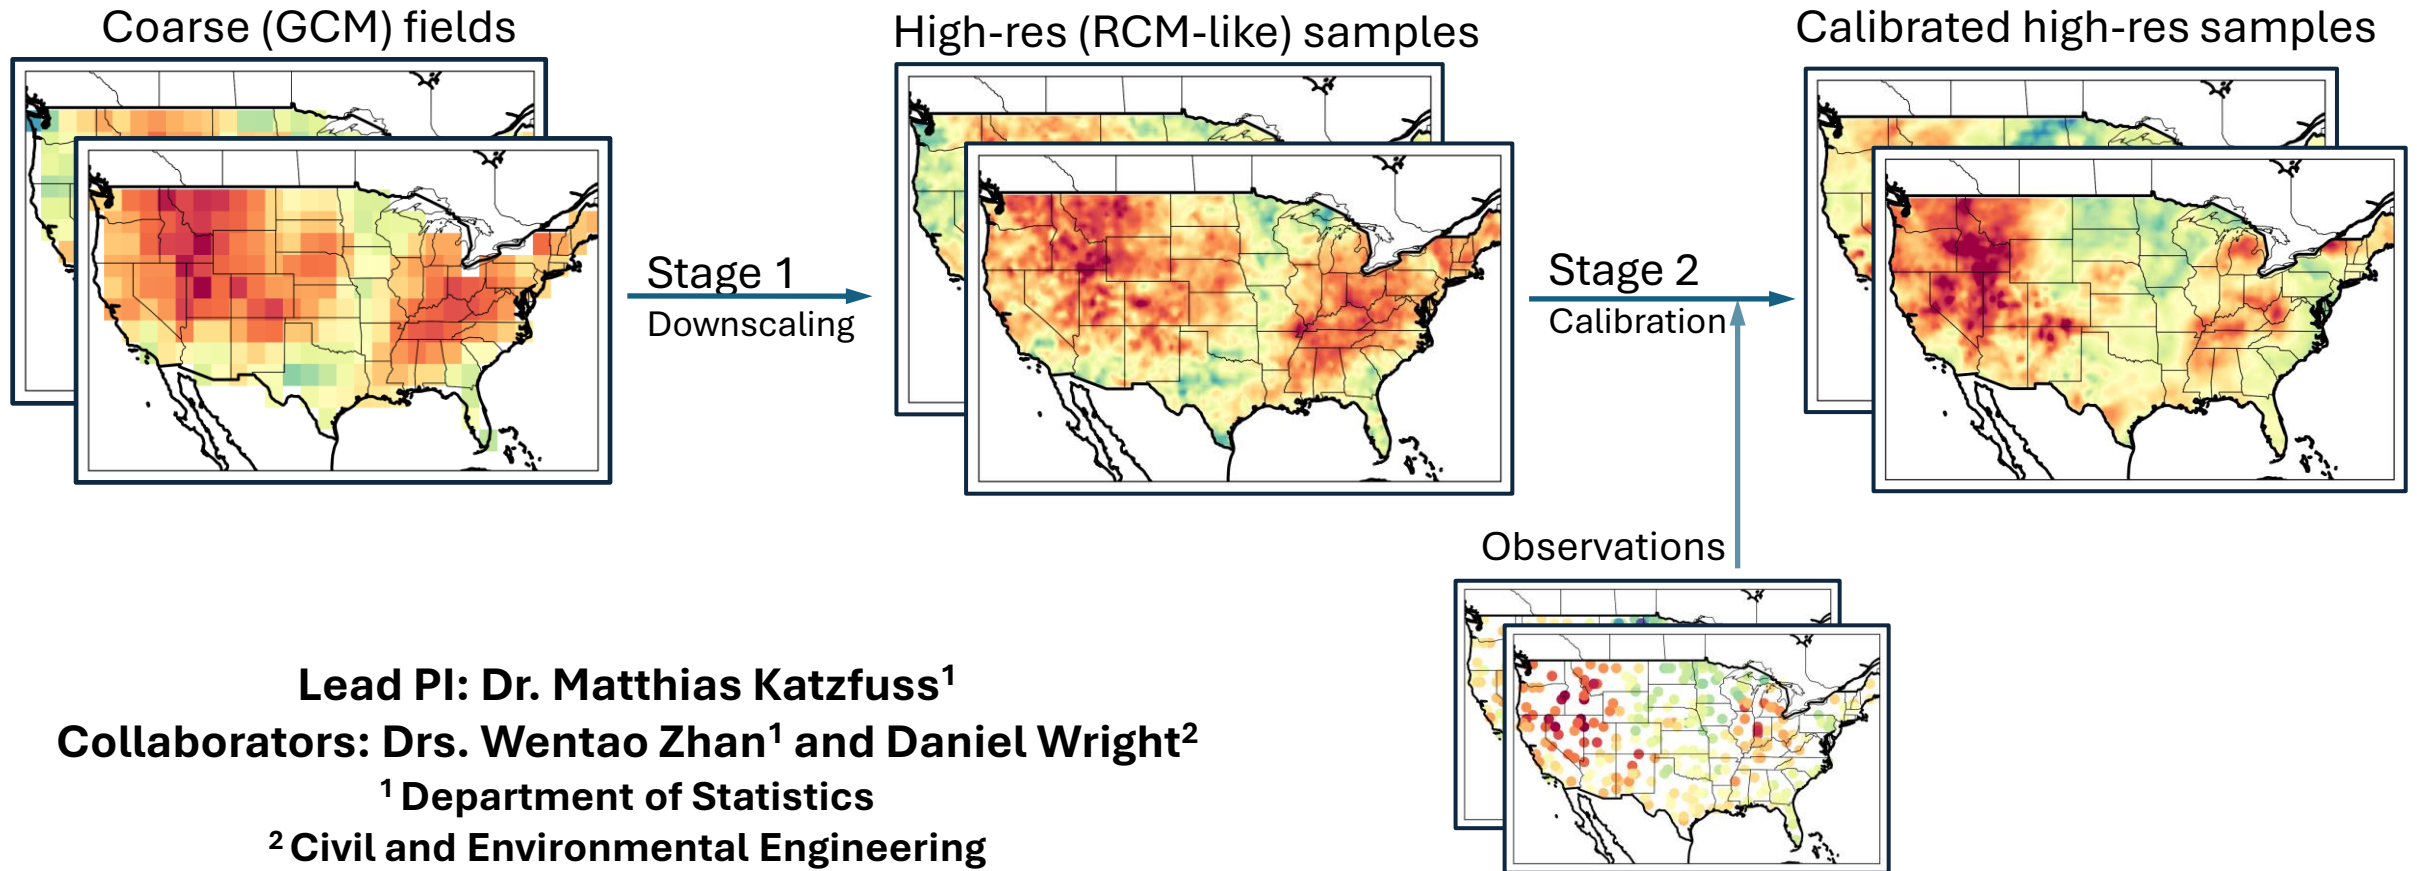 Coarse (GCM) fields
High-res (RCM-like) samples
Calibrated high-res samples
Stage 1
Downscaling
Stage 2
Calibration
Observations
Lead PI: Dr. Matthias Katzfuss¹
Collaborators: Drs. Wentao Zhan¹ and Daniel Wright²
¹ Department of Statistics
² Civil and Environmental Engineering